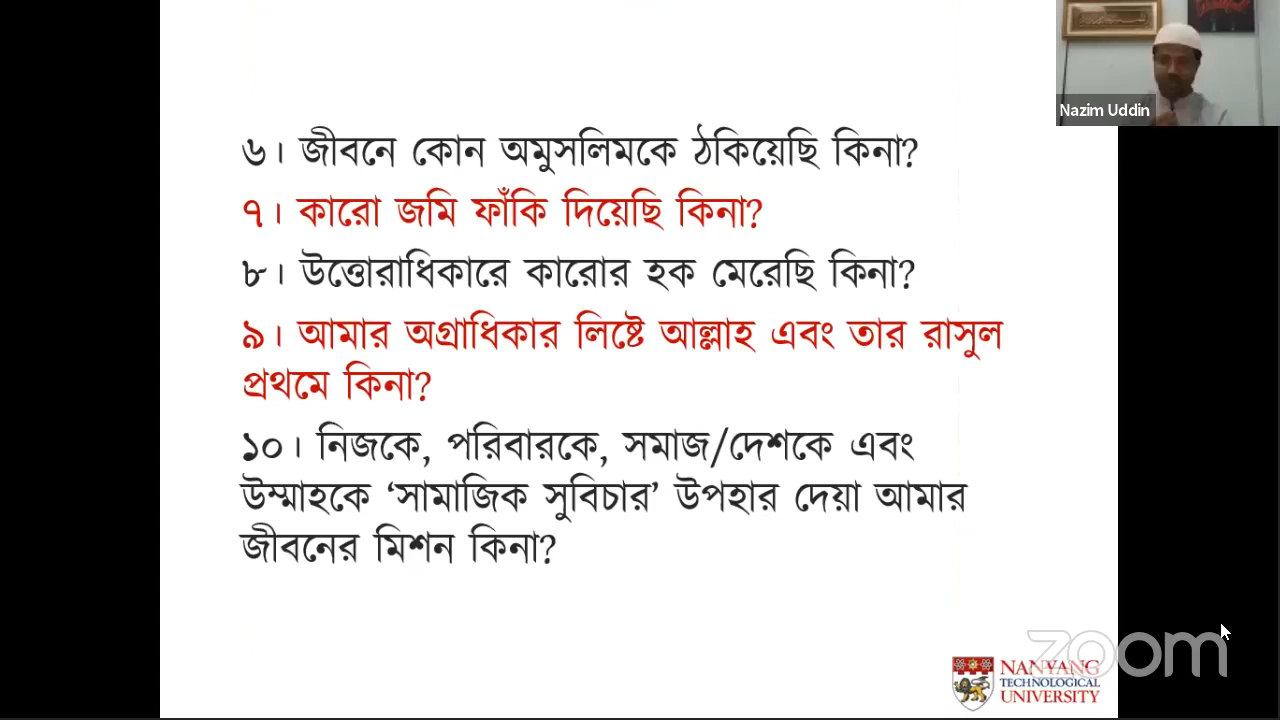 Nazim Uddin
৬। জীবনে কোন অমুসলিমকে ঠকিয়েছি কিনা?
৭। কারো জমি ফাঁকি দিয়েছি কিনা?
৮। উত্তোরাধিকারে কারোর হক মেরেছি কিনা?
৯। আমার অগ্রাধিকার লিষ্টে আল্লাহ এবং তার রাসুল
প্রথমে কিনা?
১০। নিজকে, পরিবারকে, সমাজ/দেশকে এবং
উম্মাহকে ‘সামাজিক সুবিচার’ উপহার দেয়া আমার
জীবনের মিশন কিনা?
zoom
NANYANG
TECHNOLOGICAL
UNIVERSITY